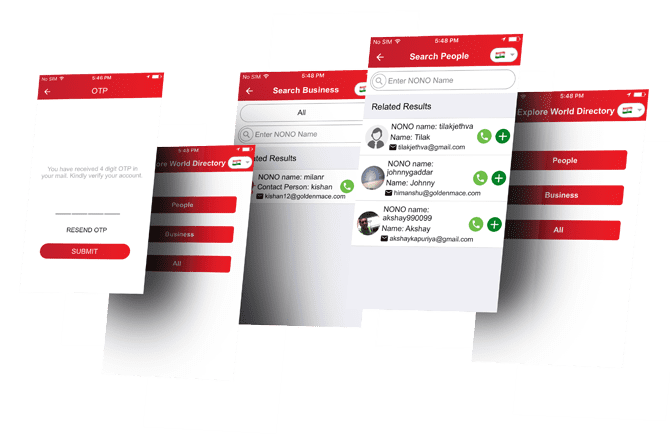 No SIM 5:46 PM
OTP
You have received 4 digit OTP in
your mail. Kindly verify your account.
RESEND OTP
SUBMIT
5:48 PM
Explore World Directory
People
Business
All
No SIM 5:48 PM
Search Business
All
Enter NONO Name
ated Results
NONO name: milanr
Contact Person: kishan
kishan12@goldenmace.com
No SIM 5:48 PM
Search People
Enter NONO Name
Related Results
NONO name: tilakjethva
Name: Tilak
tilakjethva@gmail.com
NONO name:
johnnygaddar
Name: Johnny
himanshu@goldenmace.com
NONO name:
akshay990099
Name: Akshay
akshaykapuriya@gmail.com
5:48 PM
Explore World Directory
People
Business
All